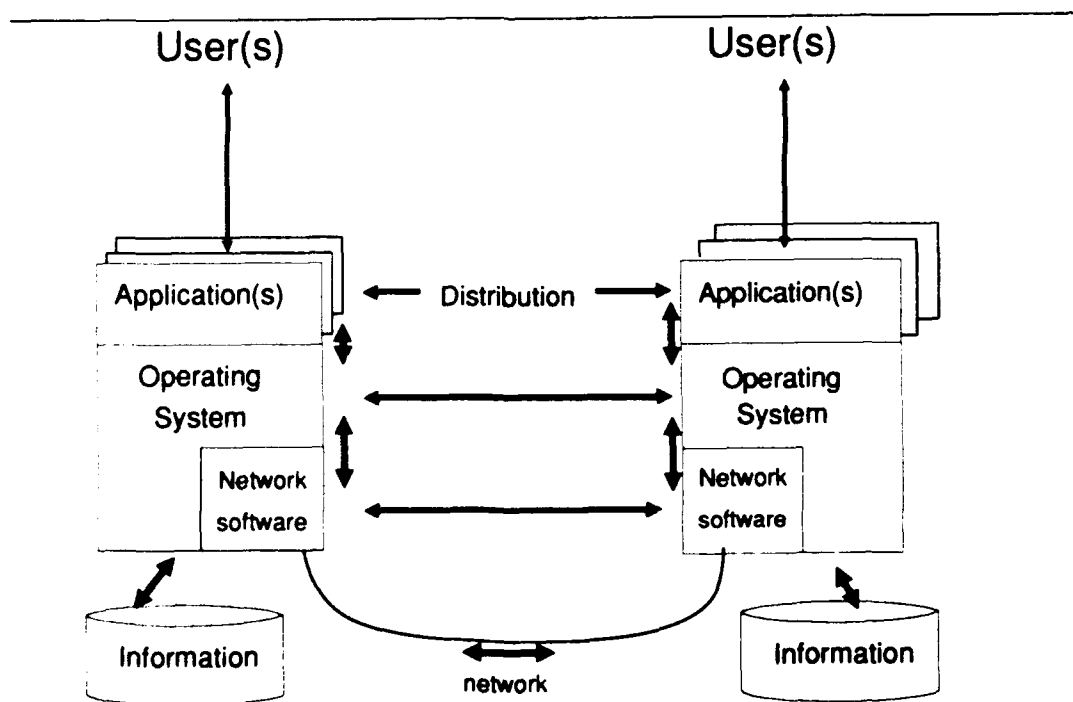 User(s)
User(s)
Application(s)
Distribution
Application(s)
Operating
System
Operating
System
Network
software
Network
software
Information
Information
network